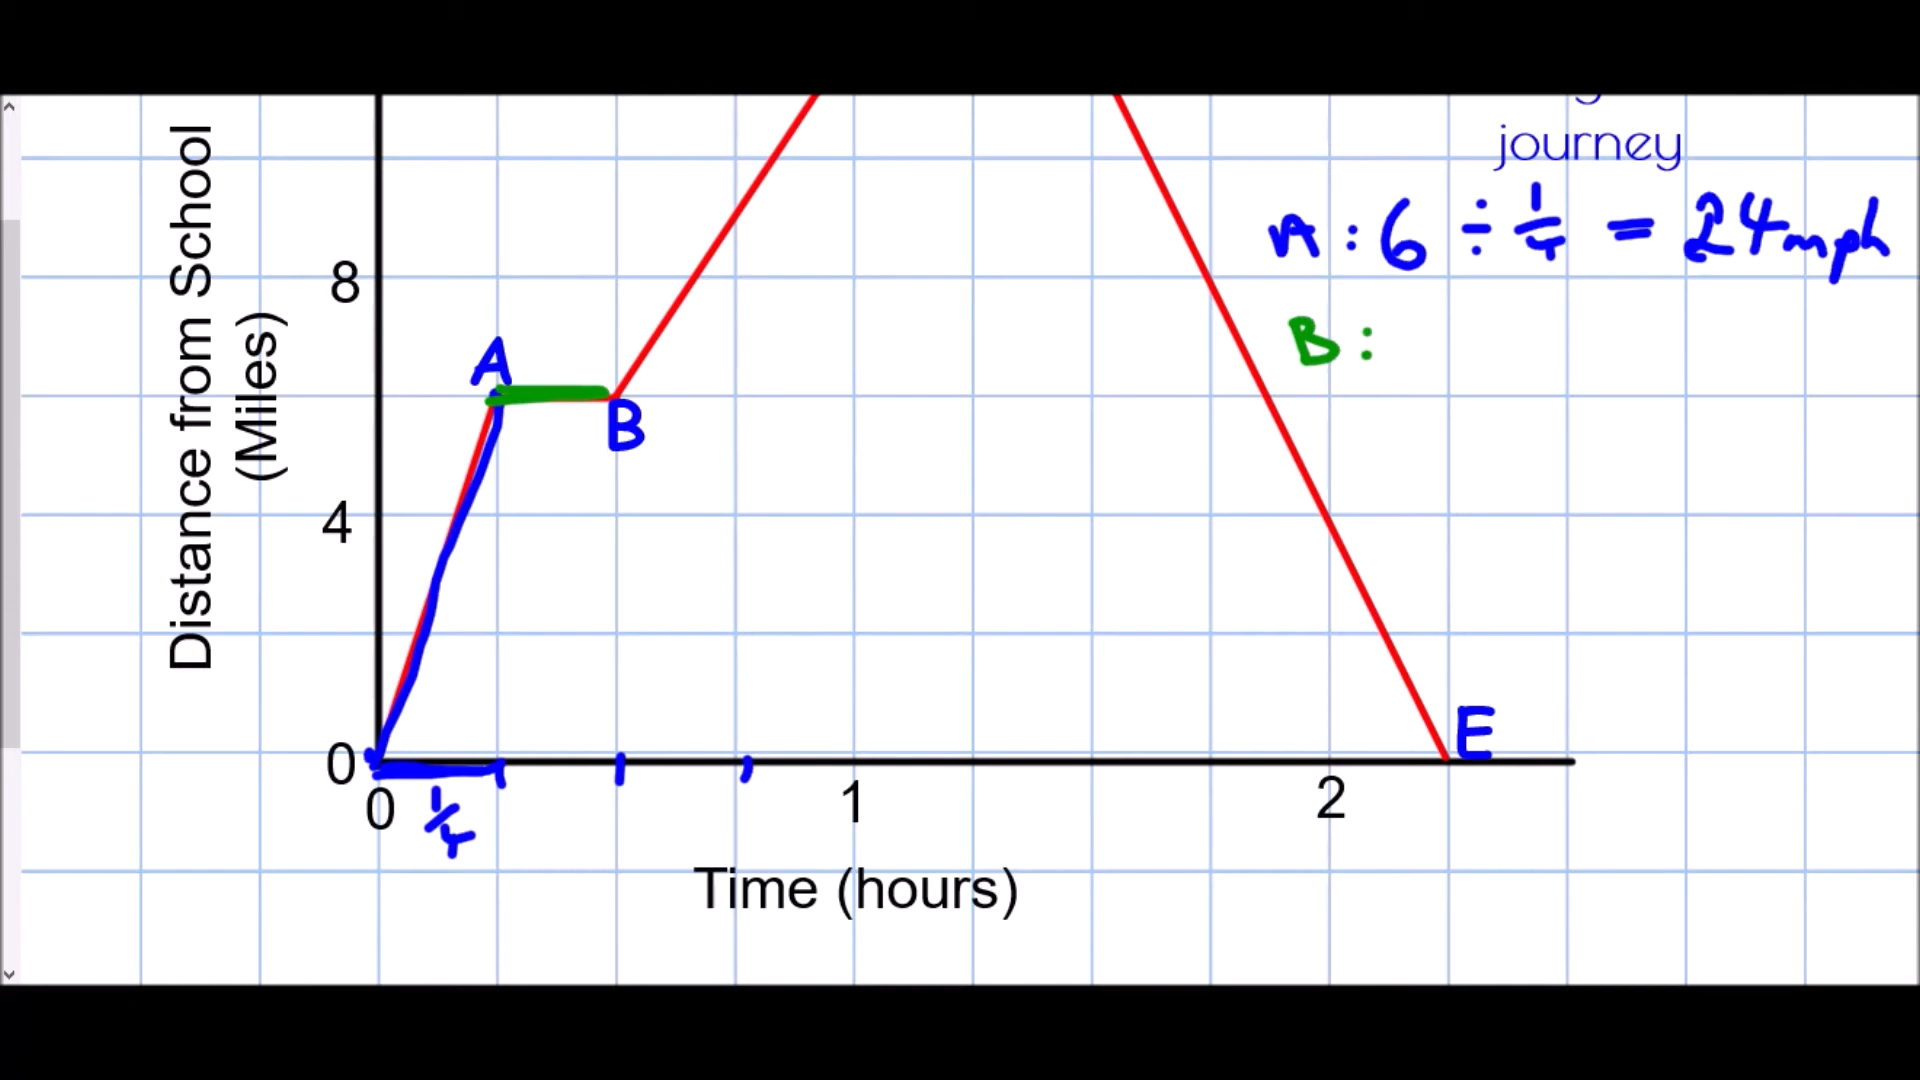 journey
A : 6 ÷ 1/4 = 24mph
B :
Distance from School
(Miles)
8
4
0
A
B
E
0
1/4
1
2
Time (hours)